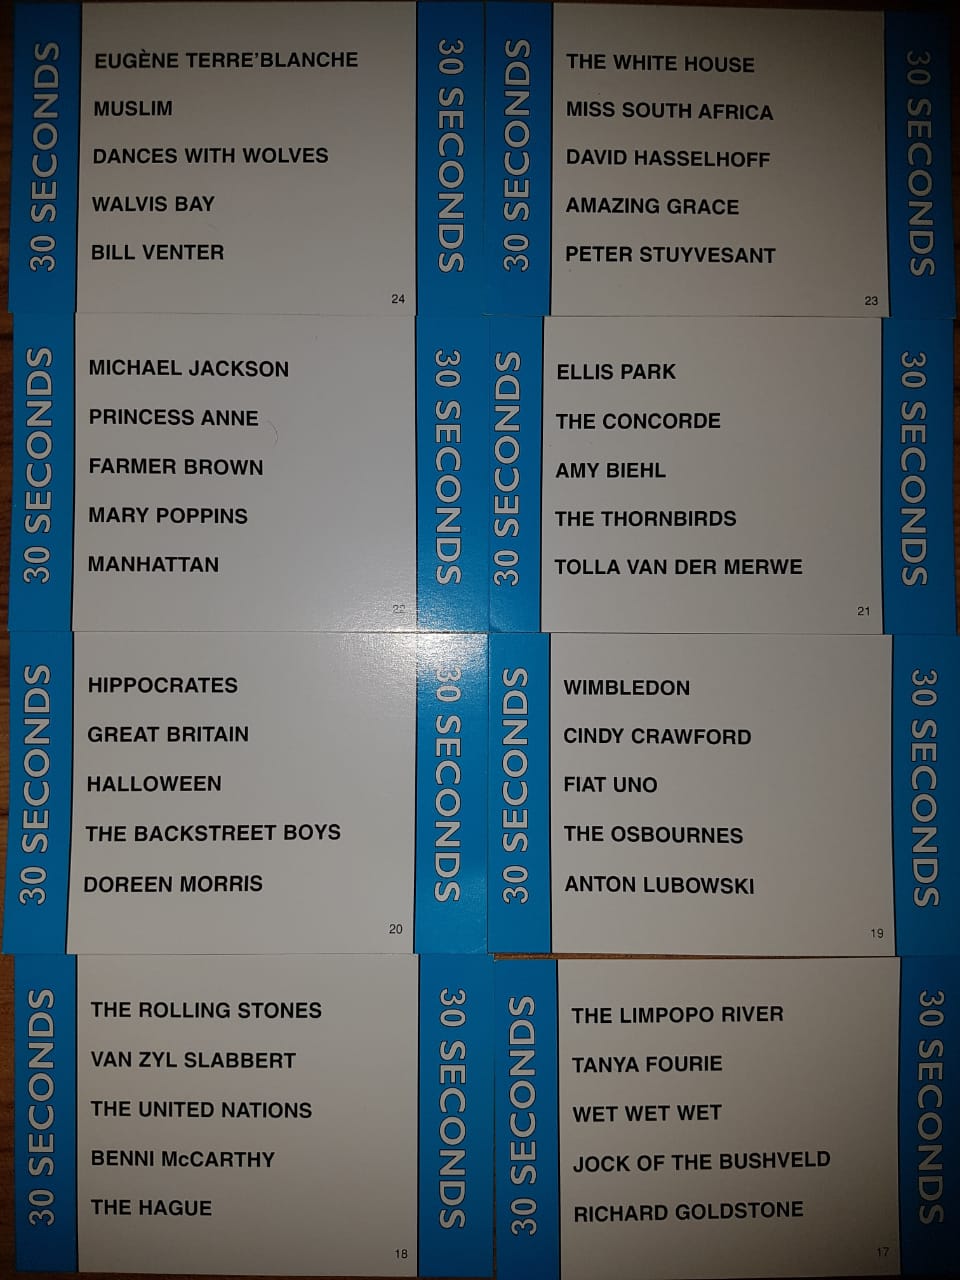 30 SECONDS
EUGÈNE TERRE'BLANCHE
MUSLIM
DANCES WITH WOLVES
WALVIS BAY
BILL VENTER
24
30 SECONDS
30 SECONDS
THE WHITE HOUSE
MISS SOUTH AFRICA
DAVID HASSELHOFF
AMAZING GRACE
PETER STUYVESANT
23
30 SECONDS
30 SECONDS
MICHAEL JACKSON
PRINCESS ANNE
FARMER BROWN
MARY POPPINS
MANHATTAN
22
30 SECONDS
30 SECONDS
ELLIS PARK
THE CONCORDE
AMY BIEHL
THE THORNBIRDS
TOLLA VAN DER MERWE
21
30 SECONDS
30 SECONDS
HIPPOCRATES
GREAT BRITAIN
HALLOWEEN
THE BACKSTREET BOYS
DOREEN MORRIS
20
30 SECONDS
30 SECONDS
WIMBLEDON
CINDY CRAWFORD
FIAT UNO
THE OSBOURNES
ANTON LUBOWSKI
19
30 SECONDS
30 SECONDS
THE ROLLING STONES
VAN ZYL SLABBERT
THE UNITED NATIONS
BENNI McCARTHY
THE HAGUE
18
30 SECONDS
30 SECONDS
THE LIMPOPO RIVER
TANYA FOURIE
WET WET WET
JOCK OF THE BUSHVELD
RICHARD GOLDSTONE
17
30 SECONDS